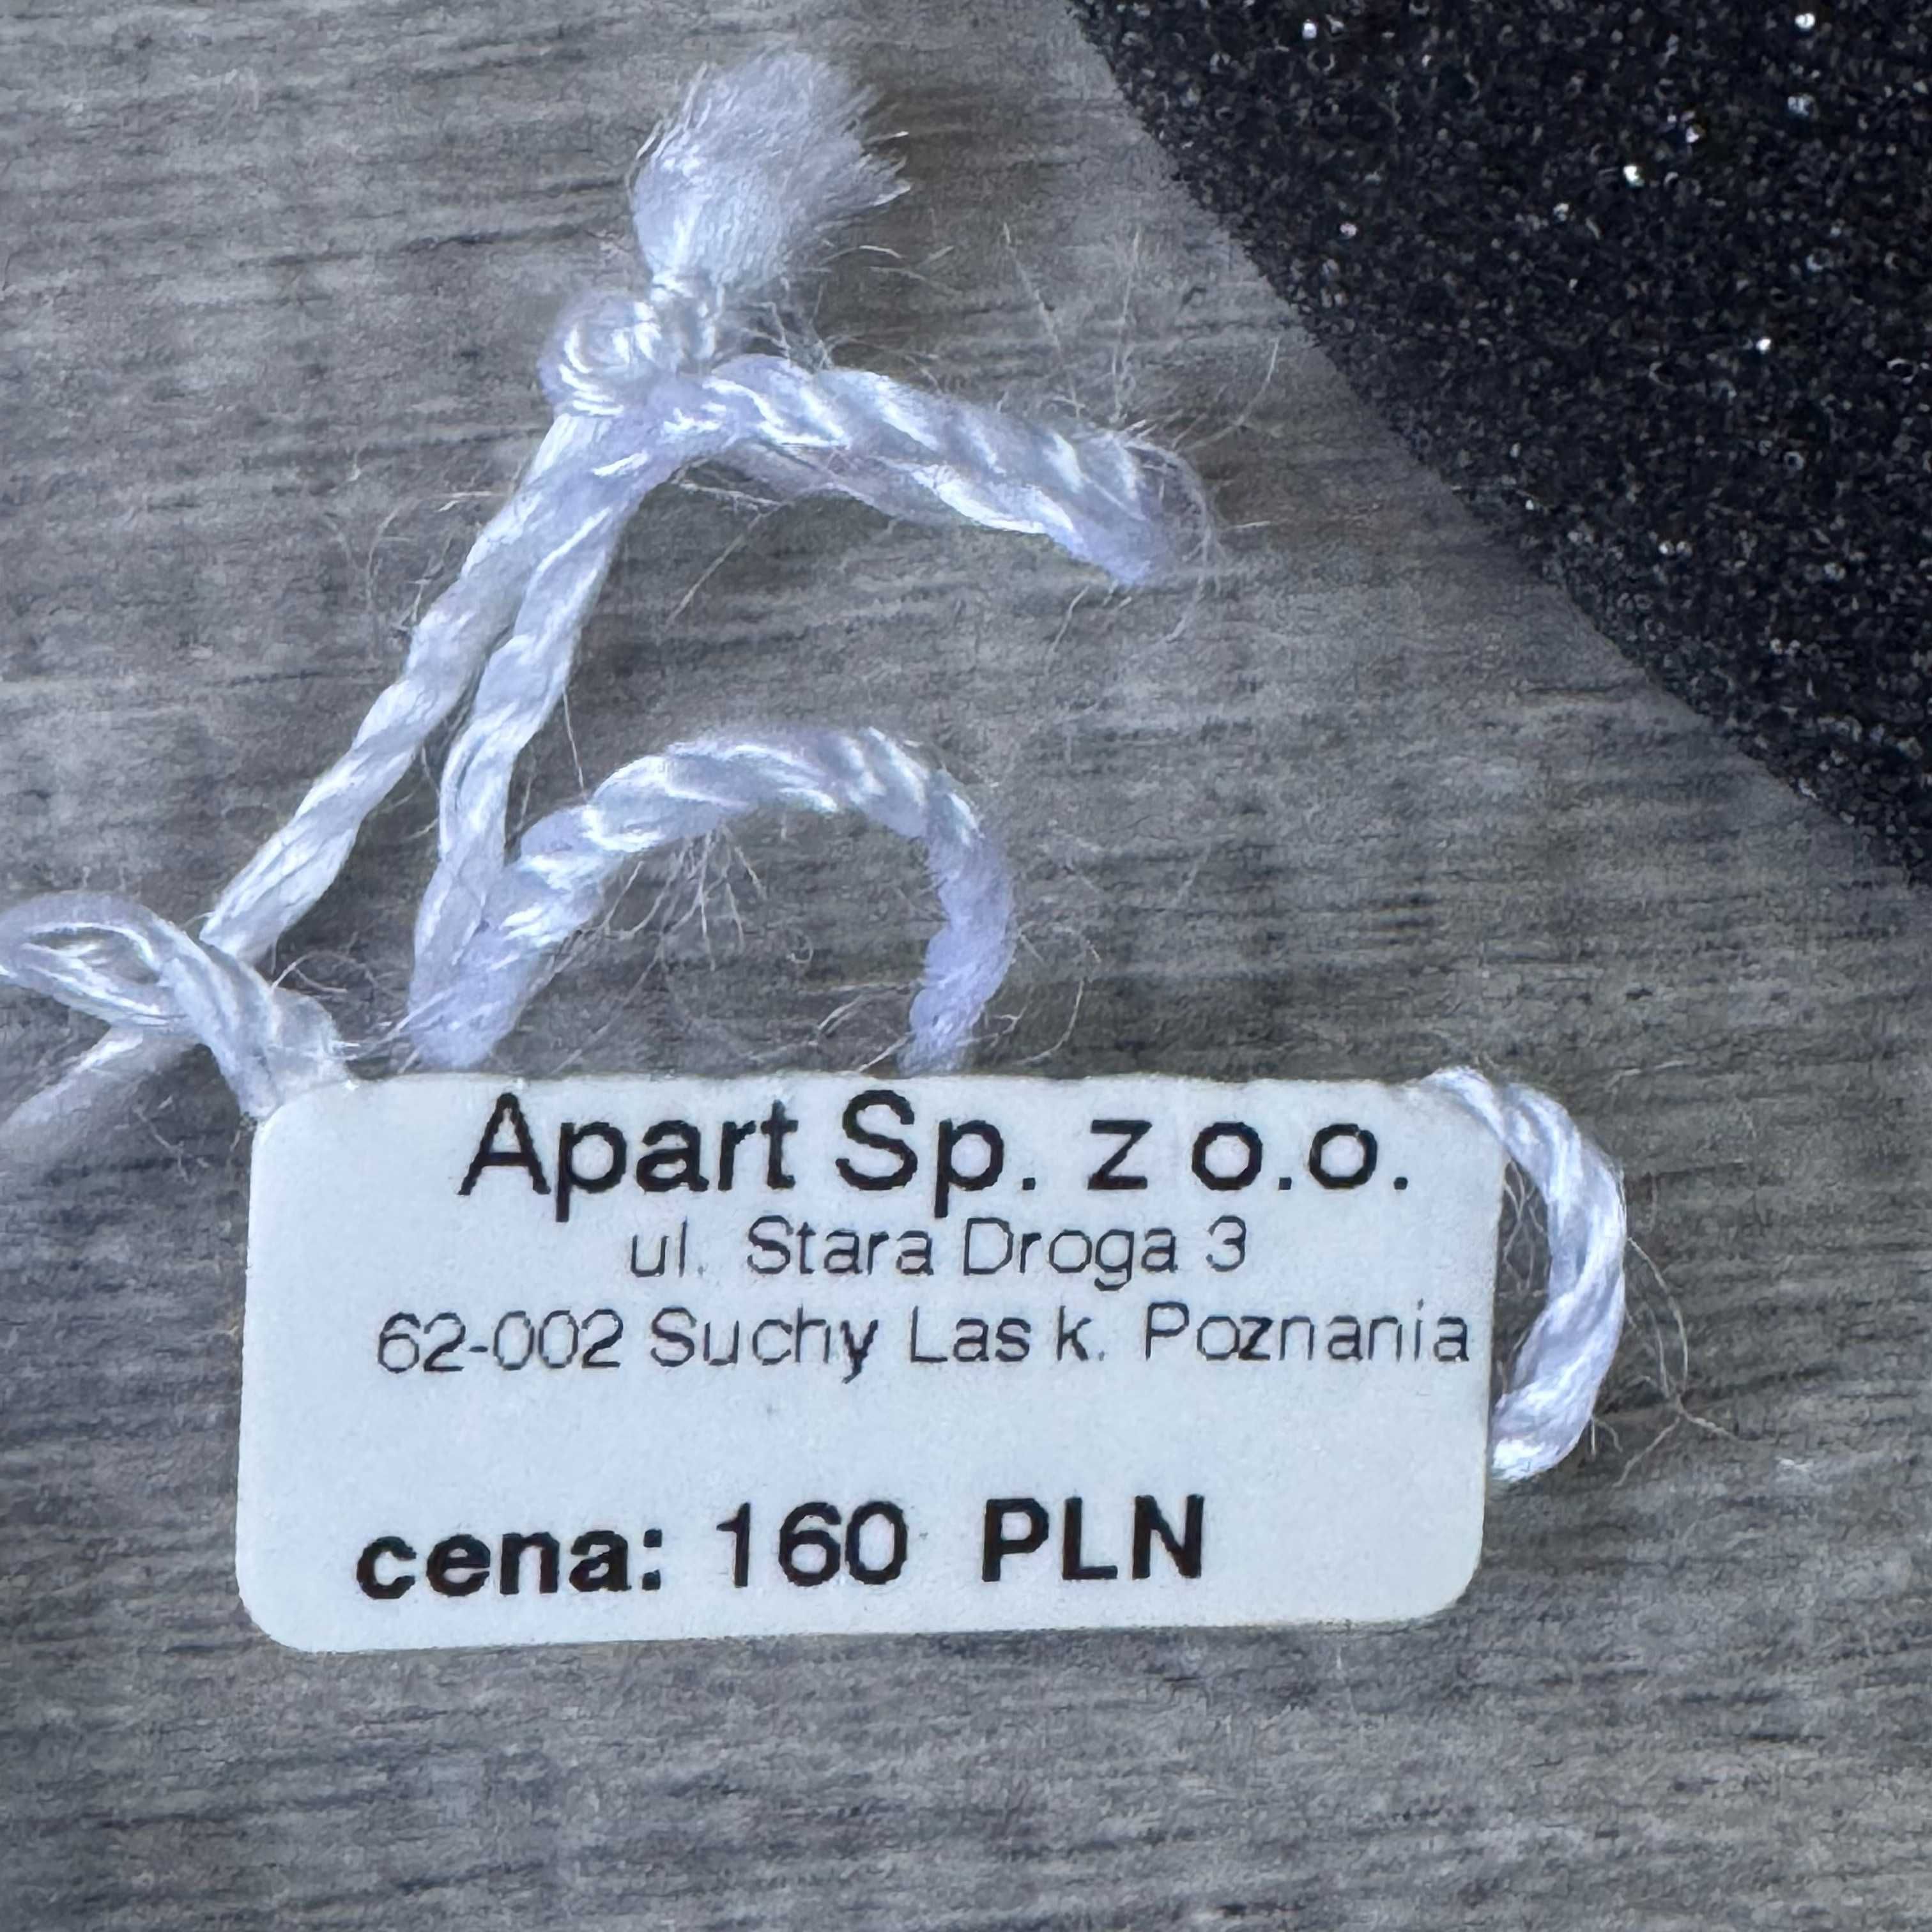 Apart Sp. z o.o.
ul. Stara Droga 3
62-002 Suchy Las k. Poznania
cena: 160 PLN